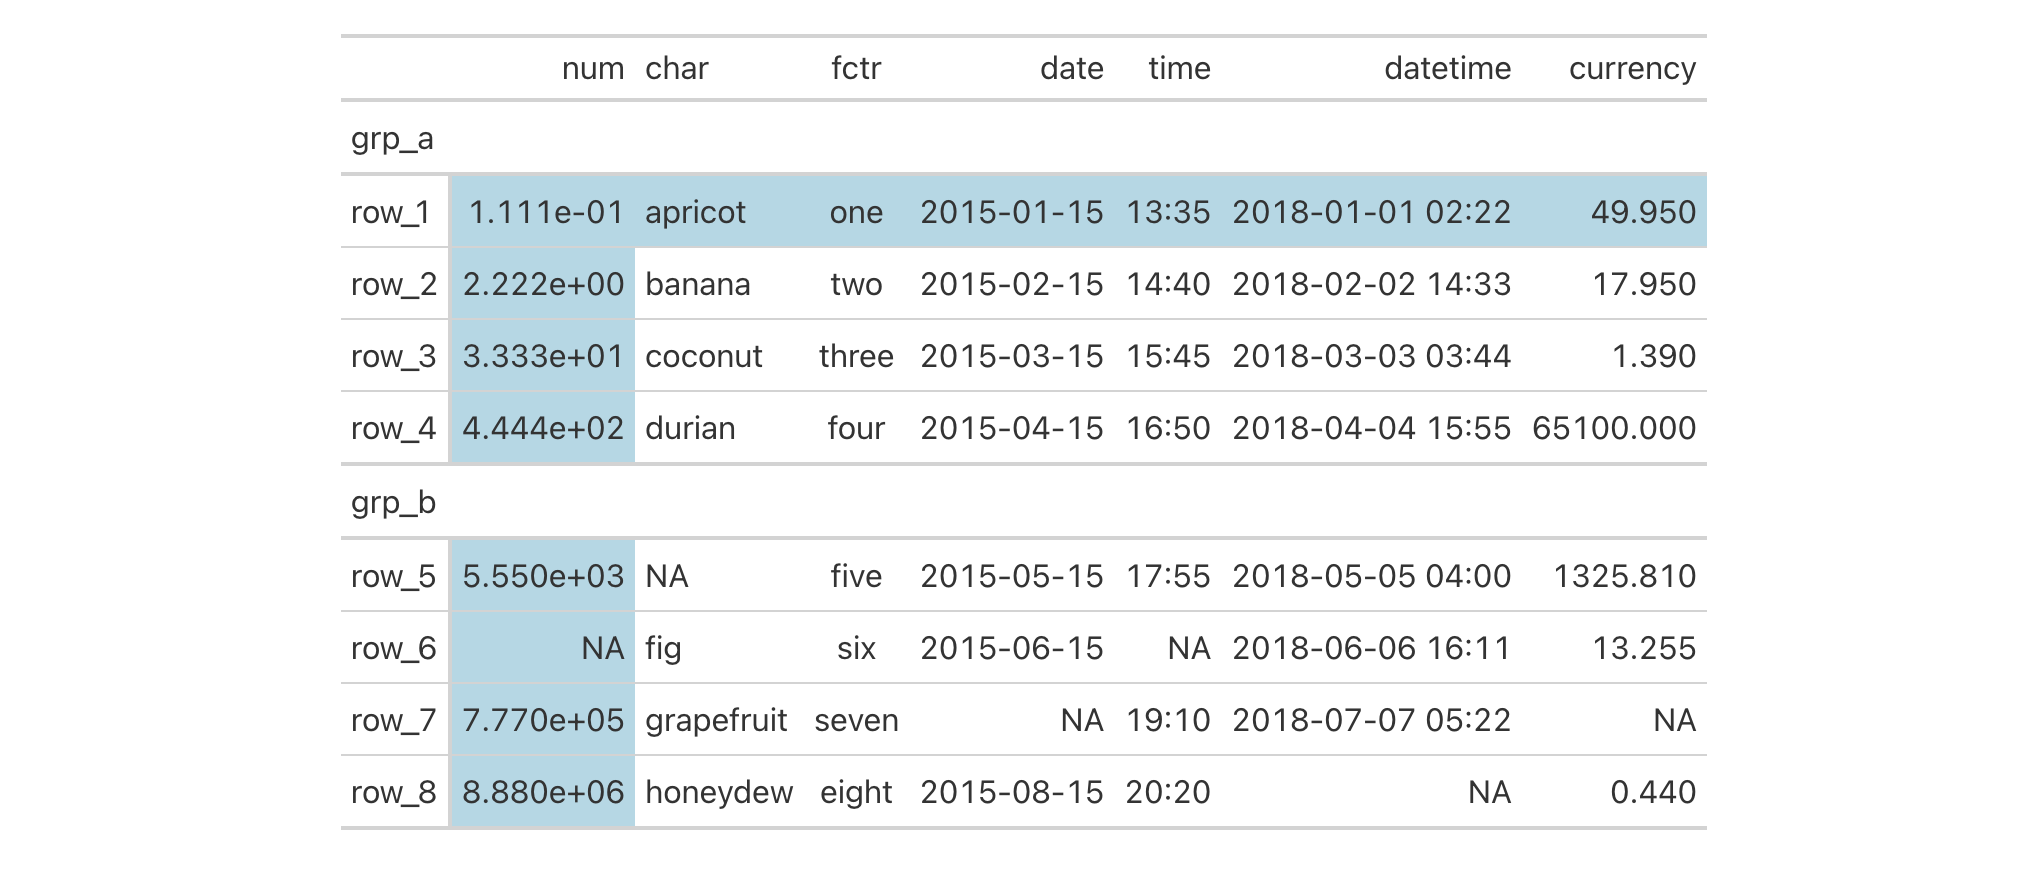 num char fctr date time datetime currency
grp_a
row_1 1.111e-01 apricot one 2015-01-15 13:35 2018-01-01 02:22 49.950
row_2 2.222e+00 banana two 2015-02-15 14:40 2018-02-02 14:33 17.950
row_3 3.333e+01 coconut three 2015-03-15 15:45 2018-03-03 03:44 1.390
row_4 4.444e+02 durian four 2015-04-15 16:50 2018-04-04 15:55 65100.000
grp_b
row_5 5.550e+03 NA five 2015-05-15 17:55 2018-05-05 04:00 1325.810
row_6 NA fig six 2015-06-15 NA 2018-06-06 16:11 13.255
row_7 7.770e+05 grapefruit seven NA 19:10 2018-07-07 05:22 NA
row_8 8.880e+06 honeydew eight 2015-08-15 20:20 NA 0.440